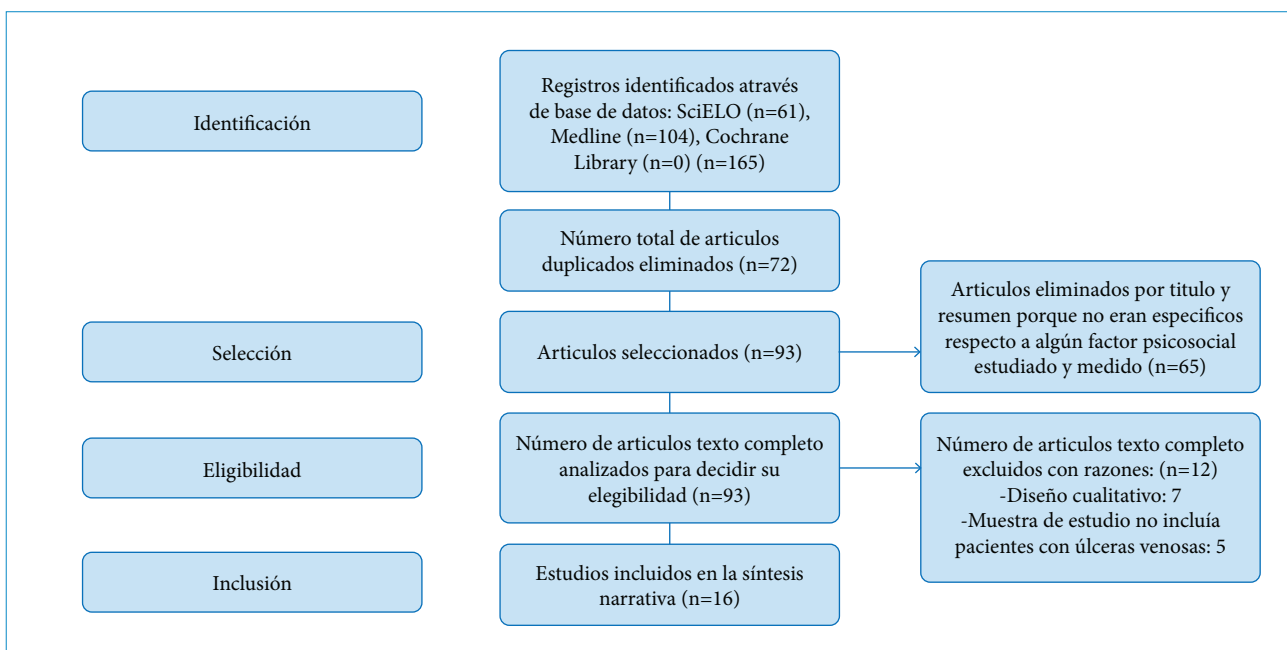 Identificación
Registros identificados através
de base de datos: SciELO (n=61),
Medline (n=104), Cochrane
Library (n=0) (n=165)
Número total de articulos
duplicados eliminados (n=72)
Selección
Articulos seleccionados (n=93)
Articulos eliminados por titulo y
resumen porque no eran especificos
respecto a algún factor psicosocial
estudiado y medido (n=65)
Eligibilidad
Número de articulos texto completo
analizados para decidir su
elegibilidad (n=93)
Número de articulos texto completo
excluidos con razones: (n=12)
-Diseño cualitativo: 7
-Muestra de estudio no incluía
pacientes con úlceras venosas: 5
Inclusión
Estudios incluidos en la síntesis
narrativa (n=16)